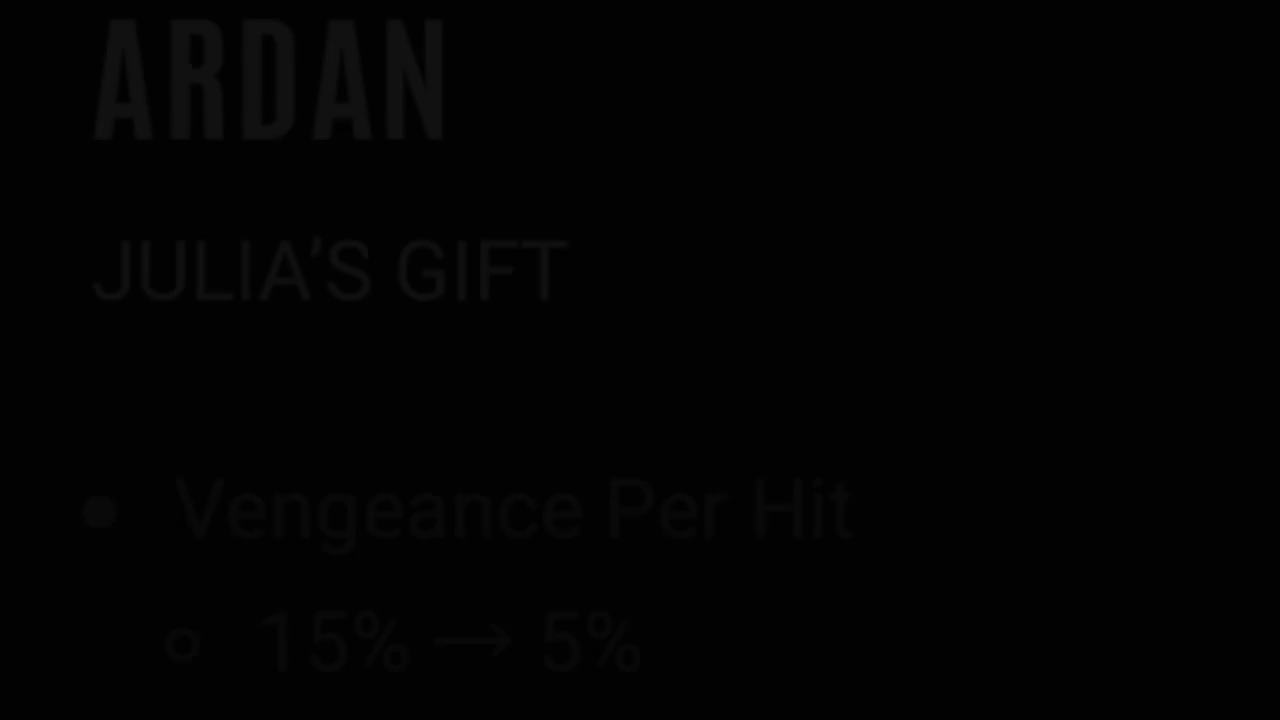 ARDAN
JULIA’S GIFT
● Vengeance Per Hit
○ 15% → 5%